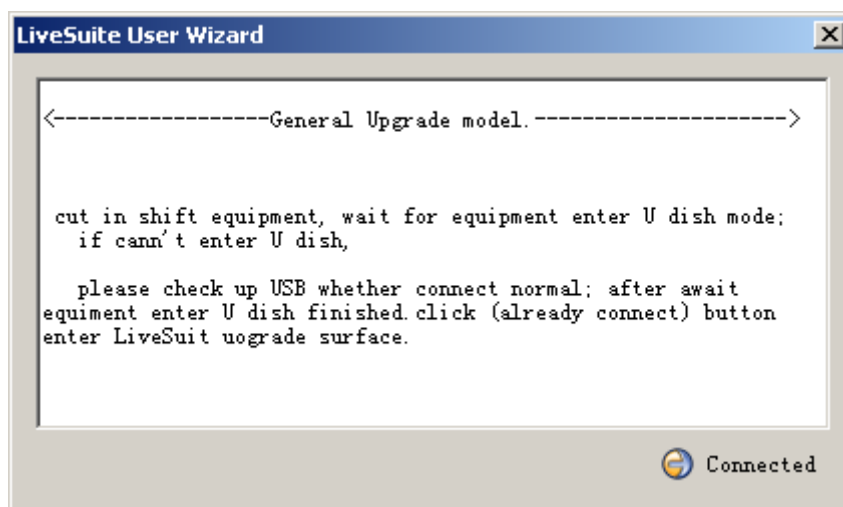 LiveSuite User Wizard
<------------------General Upgrade model.--------------------->
cut in shift equipment, wait for equipment enter U dish mode;
if cann't enter U dish,
please check up USB whether connect normal; after await
equiment enter U dish finished.click (already connect) button
enter LiveSuit uograde surface.
Connected